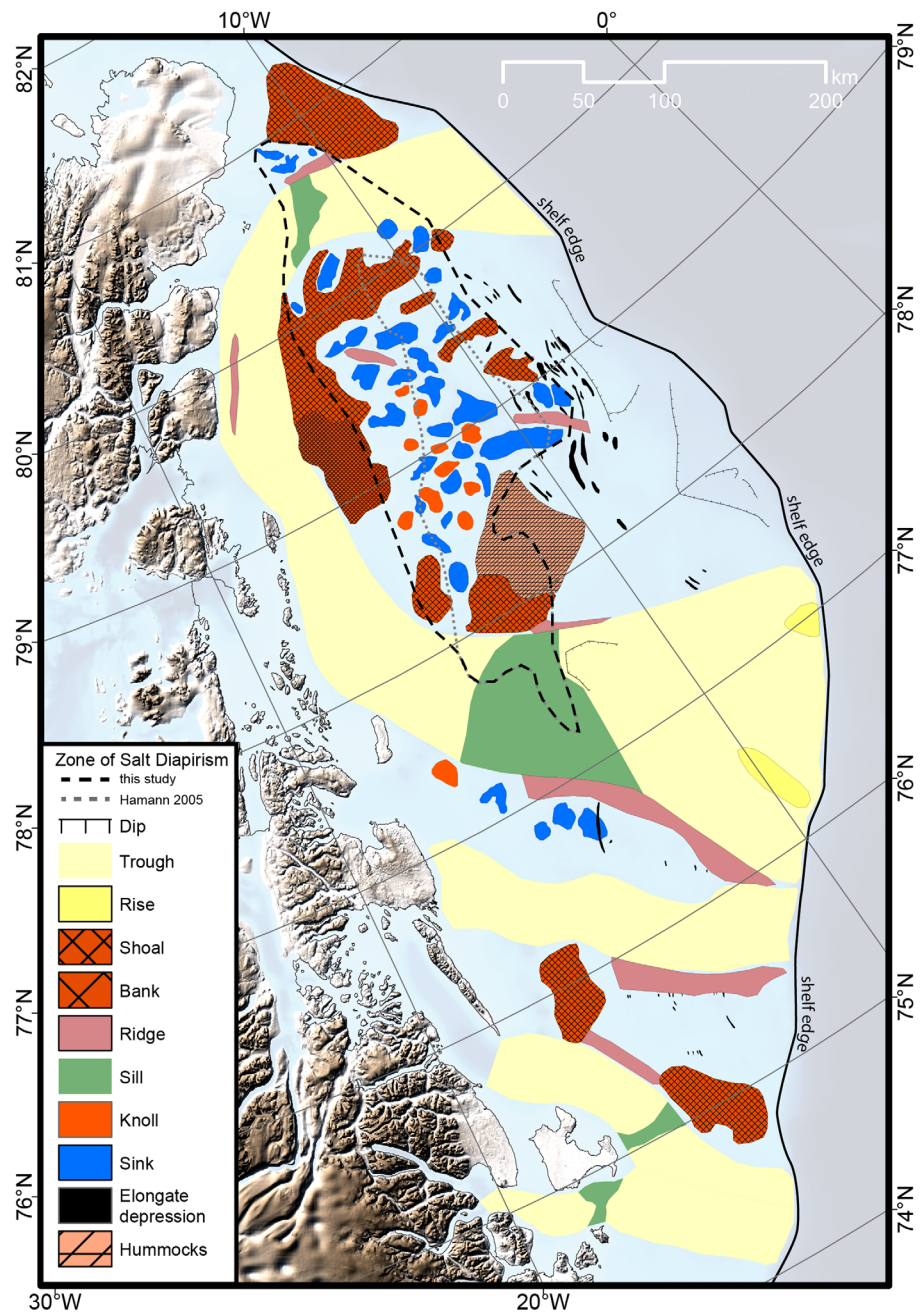 10°W 0°
82°N
79°N
km
0 50 100 200
shelf edge
81°N
78°N
80°N
shelf edge
77°N
79°N
Zone of Salt Diapirism
this study
Hamann 2005
Dip
Trough
Rise
Shoal
Bank
Ridge
Sill
Knoll
Sink
Elongate
depression
Hummocks
76°N
78°N
shelf edge
75°N
77°N
76°N
74°N
30°W 20°W